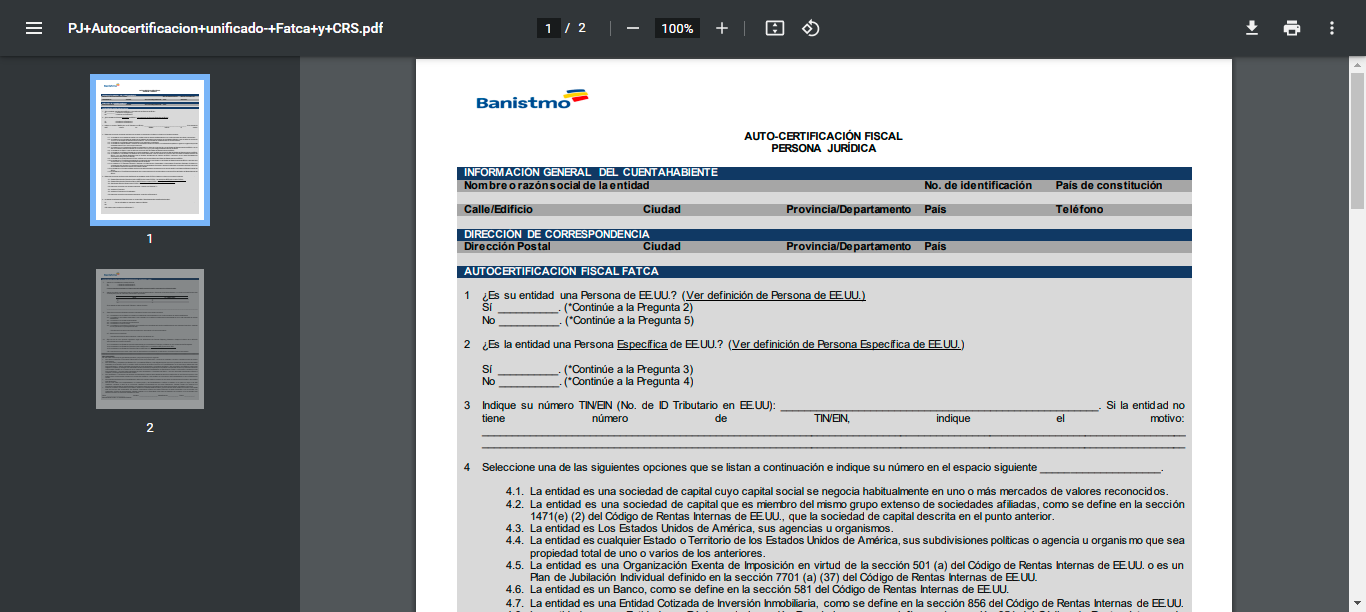 PJ+Autocertificacion+unificado-+Fatca+y+CRS.pdf
1 / 2
100%
1
2
Banistmo
AUTO-CERTIFICACIÓN FISCAL
PERSONA JURÍDICA
INFORMACIÓN GENERAL DEL CUENTAHABIENTE
Nombre o razón social de la entidad No. de identificación País de constitución
Calle/Edificio Ciudad Provincia/Departamento País Teléfono
DIRECCIÓN DE CORRESPONDENCIA
Dirección Postal Ciudad Provincia/Departamento País
AUTOCERTIFICACIÓN FISCAL FATCA
1 ¿Es su entidad una Persona de EE.UU.? (Ver definición de Persona de EE.UU.)
Sí ___________. (*Continúe a la Pregunta 2)
No ___________. (*Continúe a la Pregunta 5)
2 ¿Es la entidad una Persona Específica de EE.UU.? (Ver definición de Persona Específica de EE.UU.)
Sí ___________. (*Continúe a la Pregunta 3)
No ___________. (*Continúe a la Pregunta 4)
3 Indique su número TIN/EIN (No. de ID Tributario en EE.UU): ___________. Si la entidad no
tiene número de TIN/EIN, indique el motivo:
4 Seleccione una de las siguientes opciones que se listan a continuación e indique su número en el espacio siguiente ___________.
4.1. La entidad es una sociedad de capital cuyo capital social se negocia habitualmente en uno o más mercados de valores reconocidos.
4.2. La entidad es una sociedad de capital que es miembro del mismo grupo extenso de sociedades afiliadas, como se define en la sección
1471(e) (2) del Código de Rentas Internas de EE.UU., que la sociedad de capital descrita en el punto anterior.
4.3. La entidad es Los Estados Unidos de América, sus agencias u organismos.
4.4. La entidad es cualquier Estado o Territorio de los Estados Unidos de América, sus subdivisiones políticas o agencia u organismo que sea
propiedad total de uno o varios de los anteriores.
4.5. La entidad es una Organización Exenta de Imposición en virtud de la sección 501 (a) del Código de Rentas Internas de EE.UU. o es un
Plan de Jubilación Individual definido en la sección 7701 (a) (37) del Código de Rentas Internas de EE.UU.
4.6. La entidad es un Banco, como se define en la sección 581 del Código de Rentas Internas de EE.UU.
4.7. La entidad es una Entidad Cotizada de Inversión Inmobiliaria, como se define en la sección 856 del Código de Rentas Internas de EE.UU.